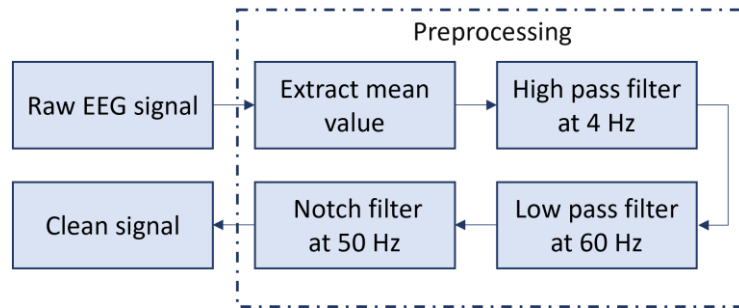 Preprocessing
Raw EEG signal
Extract mean
value
High pass filter
at 4 Hz
Low pass filter
at 60 Hz
Notch filter
at 50 Hz
Clean signal